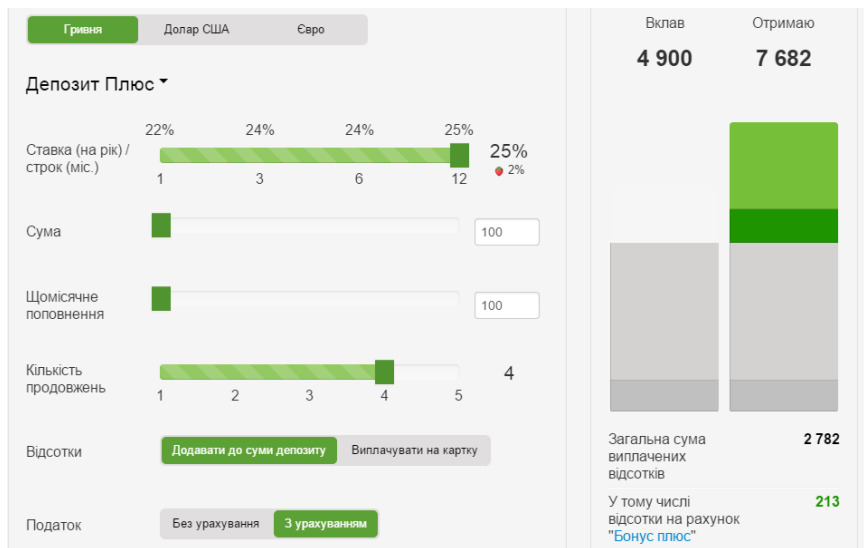 Гривня Долар США Євро
Депозит Плюс
22% 24% 24% 25%
Ставка (на рік) /
строк (міс.)
25%
2%
1 3 6 12
Сума
100
Щомісячне
поповнення
100
Кількість
продовжень
4
1 2 3 4 5
Відсотки
Додавати до суми депозиту Виплачувати на картку
Податок
Без урахування З урахуванням
Вклав Отримаю
4 900 7 682
Загальна сума 2 782
виплачених
відсотків
У тому числі 213
відсотки на рахунок
"Бонус плюс"